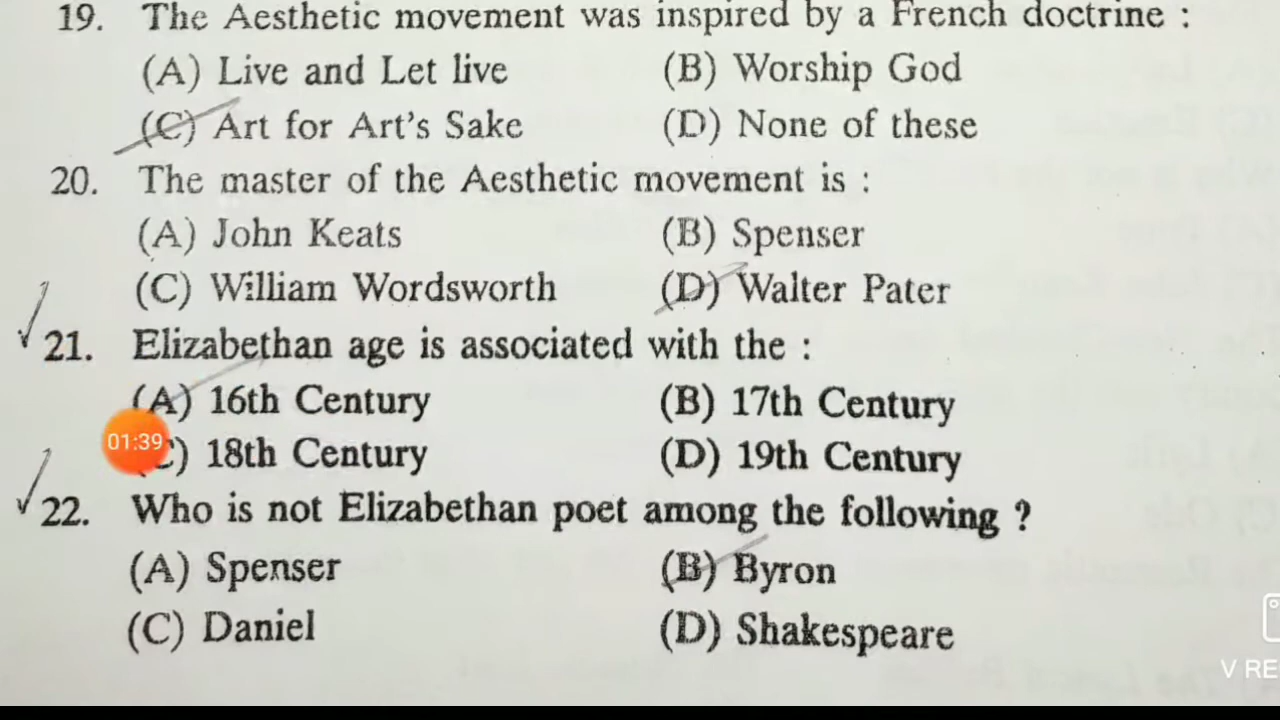 19. The Aesthetic movement was inspired by a French doctrine :
(A) Live and Let live (B) Worship God
(C) Art for Art's Sake (D) None of these
20. The master of the Aesthetic movement is :
(A) John Keats (B) Spenser
(C) William Wordsworth (D) Walter Pater
21. Elizabethan age is associated with the :
(A) 16th Century (B) 17th Century
01:39 C) 18th Century (D) 19th Century
22. Who is not Elizabethan poet among the following ?
(A) Spenser (B) Byron
(C) Daniel (D) Shakespeare
V RE